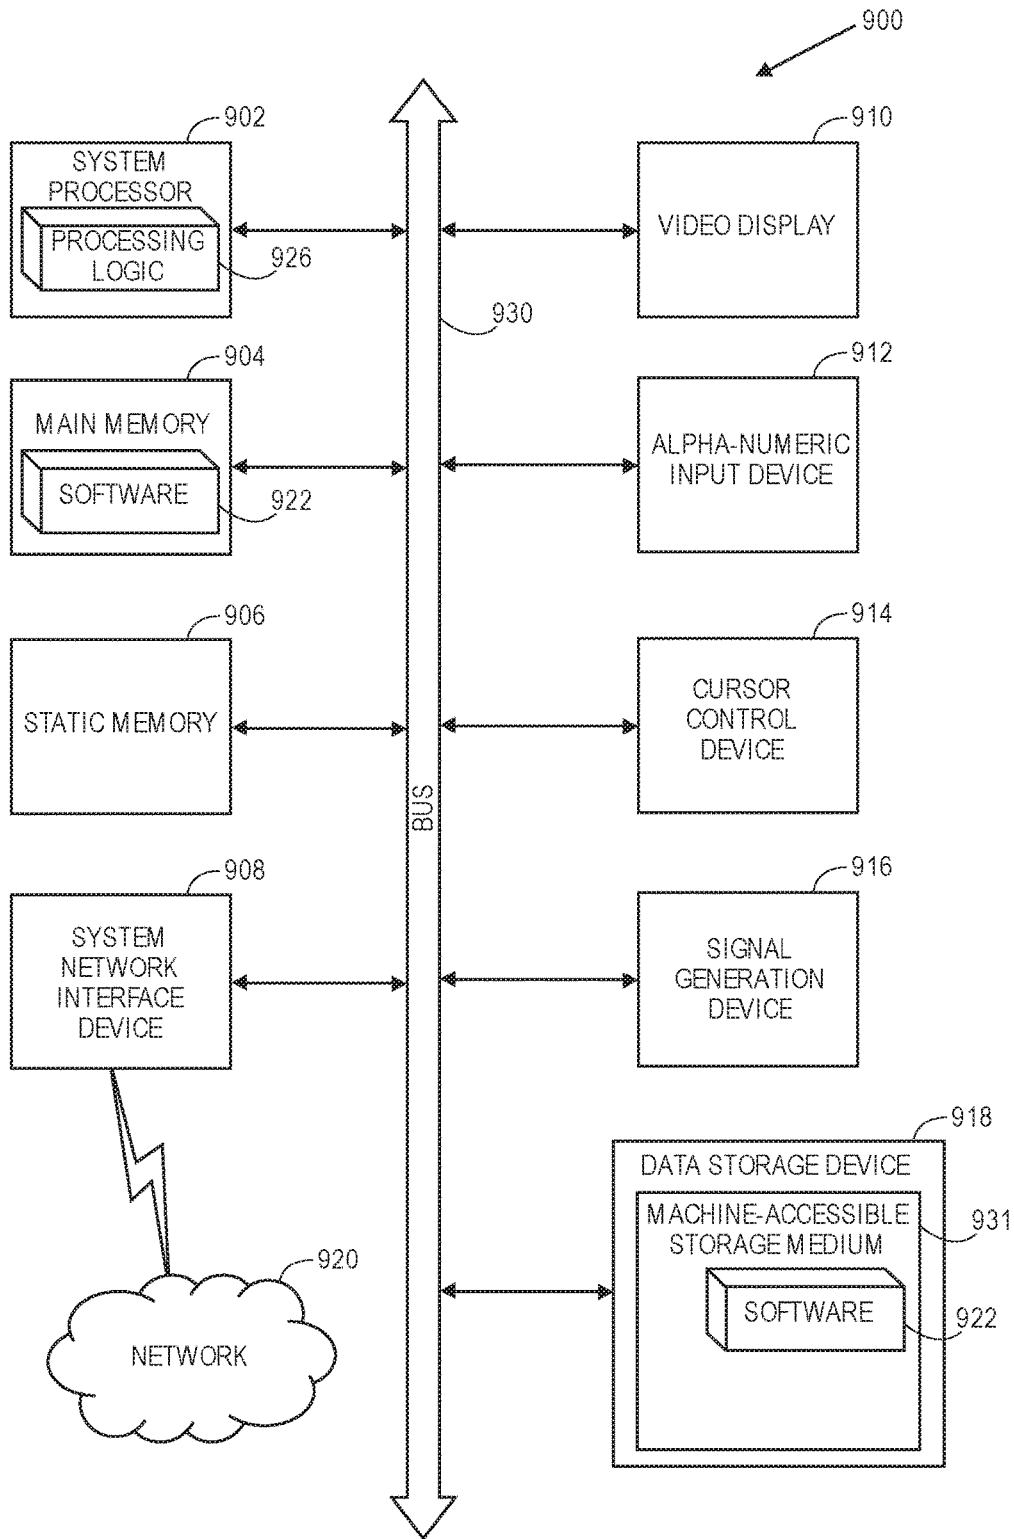 900
902
SYSTEM
PROCESSOR
PROCESSING
LOGIC
926
910
VIDEO DISPLAY
930
904
MAIN MEMORY
SOFTWARE
922
912
ALPHA-NUMERIC
INPUT DEVICE
906
STATIC MEMORY
914
CURSOR
CONTROL
DEVICE
BUS
908
SYSTEM
NETWORK
INTERFACE
DEVICE
916
SIGNAL
GENERATION
DEVICE
918
DATA STORAGE DEVICE
MACHINE-ACCESSIBLE
STORAGE MEDIUM
931
SOFTWARE
922
920
NETWORK